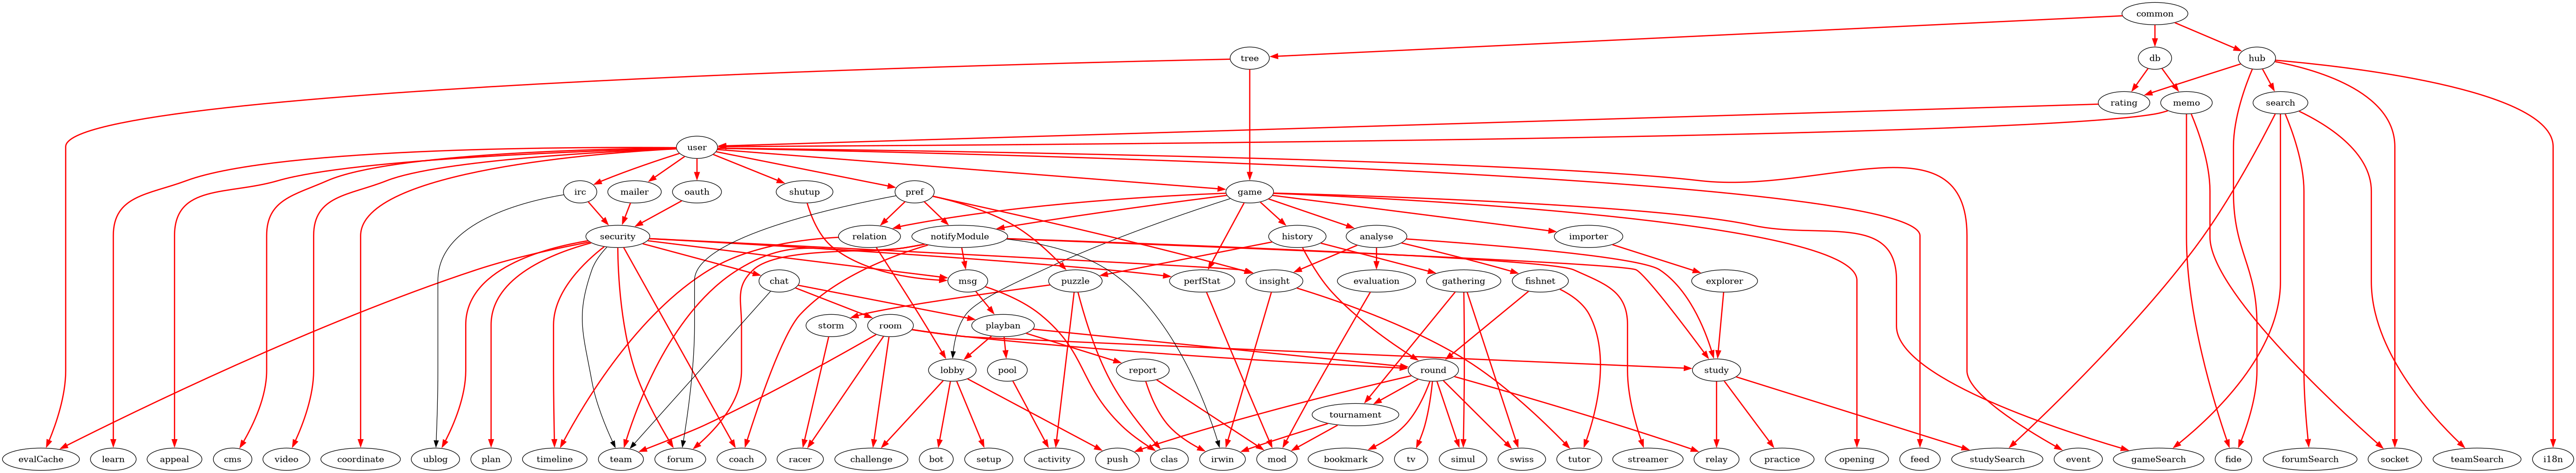 common
tree
db
hub
rating
memo
search
user
irc
mailer
oauth
shutup
pref
game
security
relation
notifyModule
history
analyse
importer
chat
msg
puzzle
perfStat
insight
evaluation
gathering
fishnet
explorer
storm
room
playban
lobby
pool
report
round
study
tournament
evalCache
learn
appeal
cms
video
coordinate
ublog
plan
timeline
team
forum
coach
racer
challenge
bot
setup
activity
push
clas
irwin
mod
bookmark
tv
simul
swiss
tutor
streamer
relay
practice
opening
feed
studySearch
event
gameSearch
fide
forumSearch
socket
teamSearch
i18n